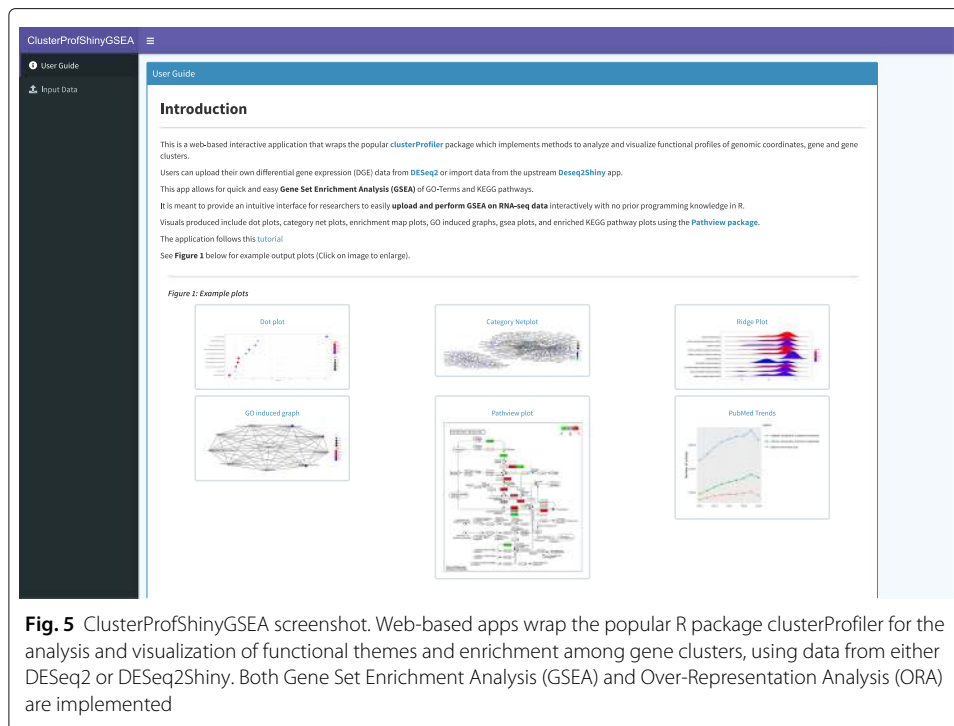 ClusterProfShinyGSEA
User Guide
Input Data
User Guide
Introduction
This is a web-based interactive application that wraps the popular clusterProfiler package which implements methods to analyze and visualize functional profiles of genomic coordinates, gene and gene
clusters.
Users can upload their own differential gene expression (DGE) data from DESeq2 or import data from the upstream Deseq2Shiny app.
This app allows for quick and easy Gene Set Enrichment Analysis (GSEA) of GO-Terms and KEGG pathways.
It is meant to provide an intuitive interface for researchers to easily upload and perform GSEA on RNA-seq data interactively with no prior programming knowledge in R.
Visuals produced include dot plots, category net plots, enrichment map plots, GO induced graphs, gsea plots, and enriched KEGG pathway plots using the Pathview package.
The application follows this tutorial
See Figure 1 below for example output plots (Click on image to enlarge).
Figure 1: Example plots
Dot plot
Category Netplot
Ridge Plot
GO induced graph
Pathview plot
PubMed Trends
Fig. 5 ClusterProfShinyGSEA screenshot. Web-based apps wrap the popular R package clusterProfiler for the
analysis and visualization of functional themes and enrichment among gene clusters, using data from either
DESeq2 or DESeq2Shiny. Both Gene Set Enrichment Analysis (GSEA) and Over-Representation Analysis (ORA)
are implemented